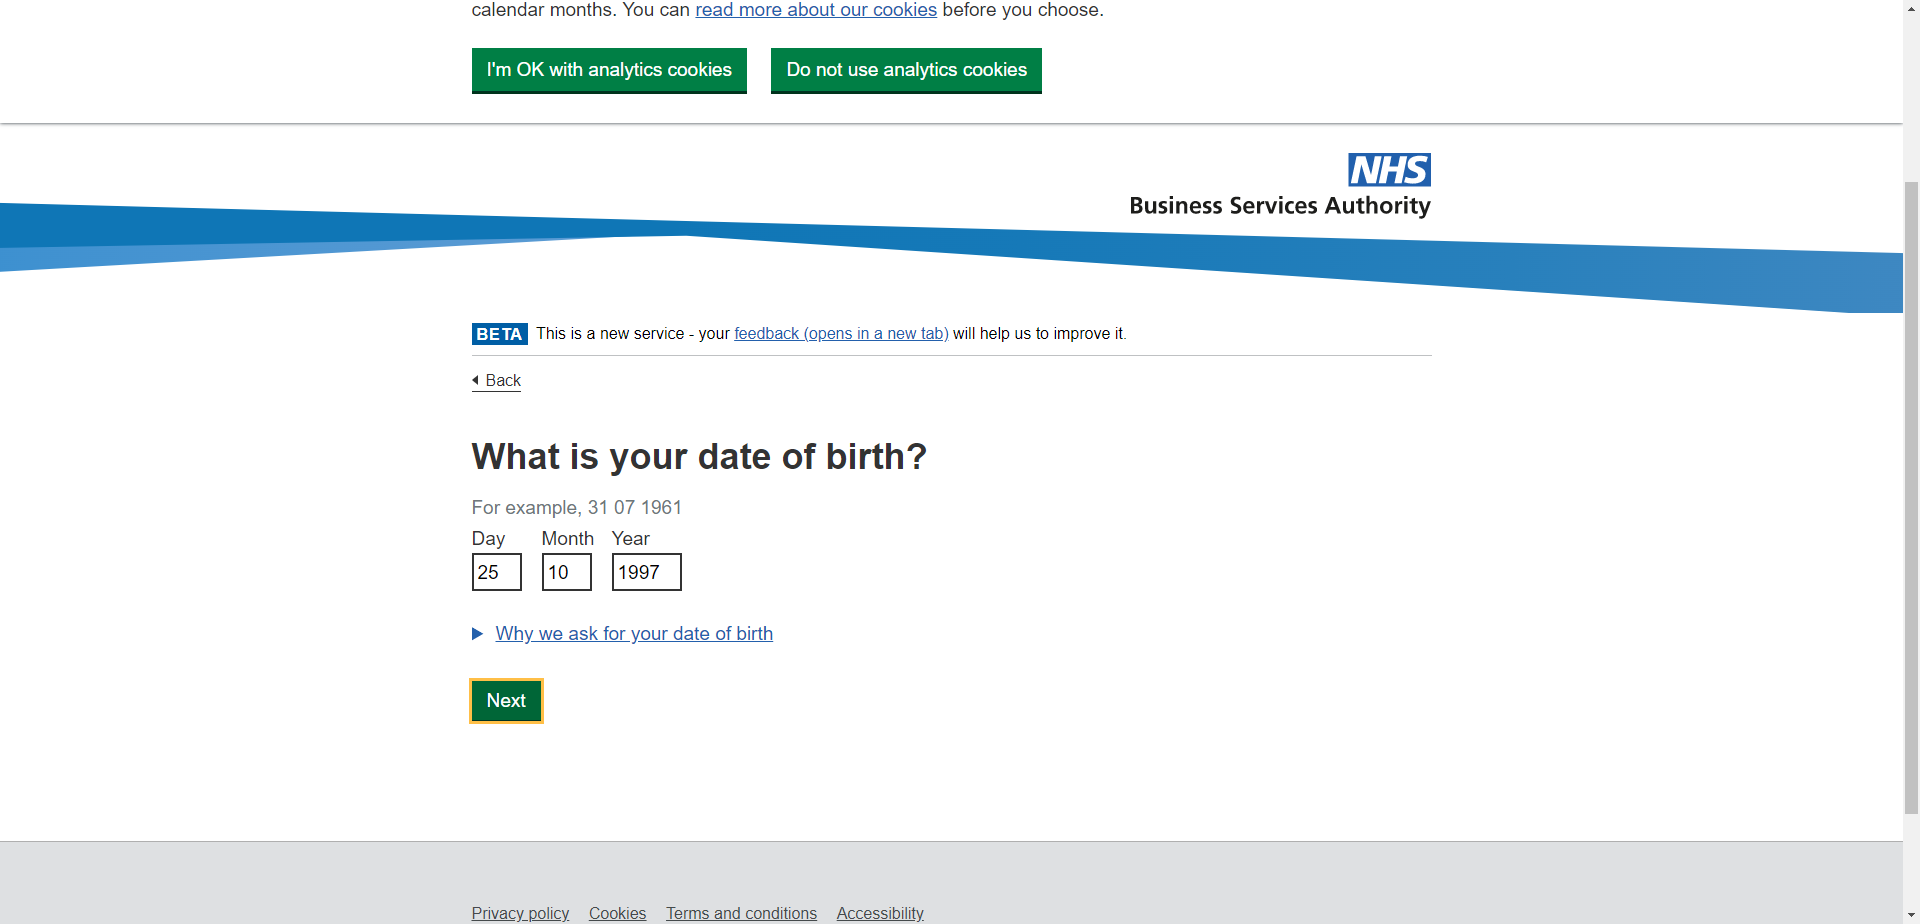 calendar months. You can read more about our cookies before you choose.
I'm OK with analytics cookies
Do not use analytics cookies
NHS
Business Services Authority
BETA This is a new service - your feedback (opens in a new tab) will help us to improve it.
Back
What is your date of birth?
For example, 31 07 1961
Day Month Year
25 10 1997
Why we ask for your date of birth
Next
Privacy policy Cookies Terms and conditions Accessibility